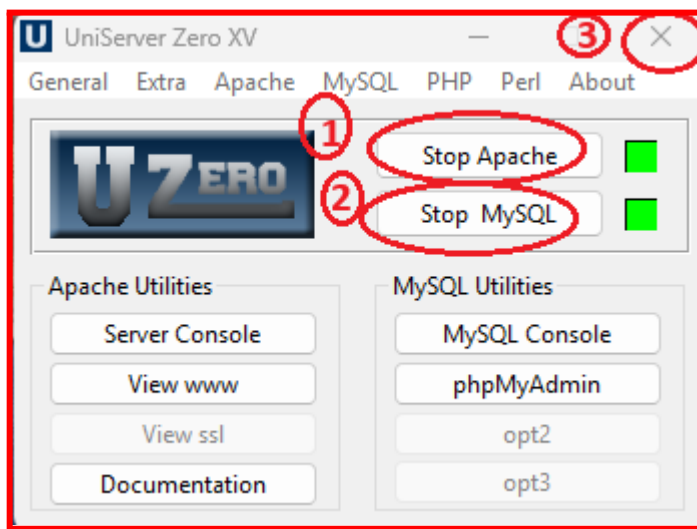 U UniServer Zero XV 3
General Extra Apache MySQL PHP Perl About
1 Stop Apache
U ZERO
2 Stop MySQL
Apache Utilities
Server Console
View www
View ssl
Documentation
MySQL Utilities
MySQL Console
phpMyAdmin
opt2
opt3